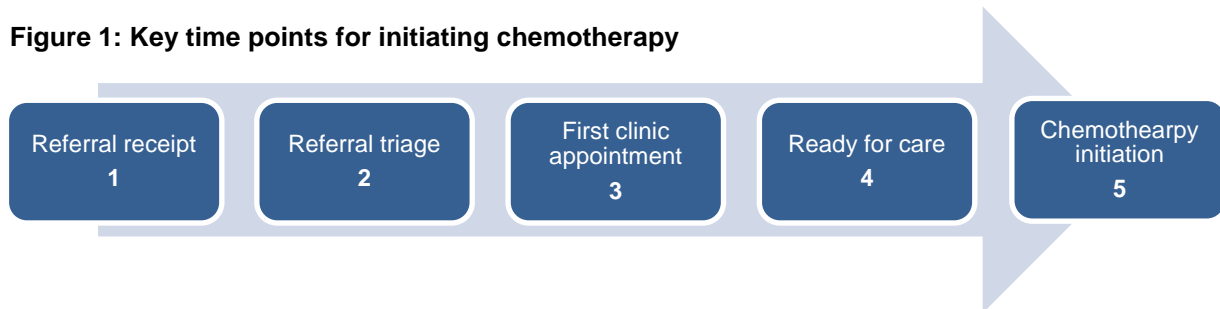 Figure 1: Key time points for initiating chemotherapy
Referral receipt
1
Referral triage
2
First clinic
appointment
3
Ready for care
4
Chemothearpy
initiation
5